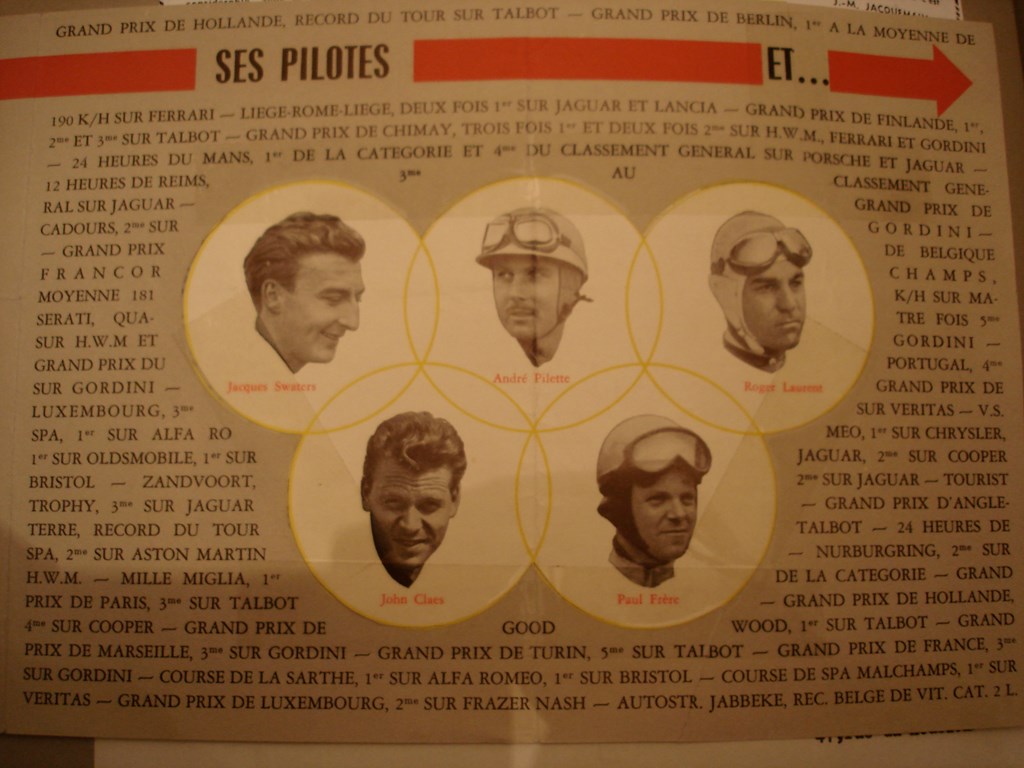 J.-M. JACQUEMAIN
GRAND PRIX DE HOLLANDE, RECORD DU TOUR SUR TALBOT — GRAND PRIX DE BERLIN, 1er A LA MOYENNE DE
SES PILOTES ET...
190 K/H SUR FERRARI — LIEGE-ROME-LIEGE, DEUX FOIS 1er SUR JAGUAR ET LANCIA — GRAND PRIX DE FINLANDE, 1er,
2me ET 3me SUR TALBOT — GRAND PRIX DE CHIMAY, TROIS FOIS 1er ET DEUX FOIS 2me SUR H.W.M., FERRARI ET GORDINI
— 24 HEURES DU MANS, 1er DE LA CATEGORIE ET 4me DU CLASSEMENT GENERAL SUR PORSCHE ET JAGUAR —
12 HEURES DE REIMS, 3me AU CLASSEMENT GENE-
RAL SUR JAGUAR — GRAND PRIX DE
CADOURS, 2me SUR GORDINI —
— GRAND PRIX DE BELGIQUE
FRANCOR CHAMPS,
MOYENNE 181 K/H SUR MA-
SERATI, QUA- TRE FOIS 5me
SUR H.W.M ET GORDINI —
GRAND PRIX DU PORTUGAL, 4me
SUR GORDINI — GRAND PRIX DE
LUXEMBOURG, 3me SUR VERITAS — V.S.
SPA, 1er SUR ALFA RO MEO, 1er SUR CHRYSLER,
1er SUR OLDSMOBILE, 1er SUR JAGUAR, 2me SUR COOPER
BRISTOL — ZANDVOORT, 2me SUR JAGUAR — TOURIST
TROPHY, 3me SUR JAGUAR — GRAND PRIX D'ANGLE-
TERRE, RECORD DU TOUR TALBOT — 24 HEURES DE
SPA, 2me SUR ASTON MARTIN — NURBURGRING, 2me SUR
H.W.M. — MILLE MIGLIA, 1er DE LA CATEGORIE — GRAND
PRIX DE PARIS, 3me SUR TALBOT — GRAND PRIX DE HOLLANDE,
4me SUR COOPER — GRAND PRIX DE GOOD WOOD, 1er SUR TALBOT — GRAND
PRIX DE MARSEILLE, 3me SUR GORDINI — GRAND PRIX DE TURIN, 5me SUR TALBOT — GRAND PRIX DE FRANCE, 3me
SUR GORDINI — COURSE DE LA SARTHE, 1er SUR ALFA ROMEO, 1er SUR BRISTOL — COURSE DE SPA MALCHAMPS, 1er SUR
VERITAS — GRAND PRIX DE LUXEMBOURG, 2me SUR FRAZER NASH — AUTOSTR. JABBEKE, REC. BELGE DE VIT. CAT. 2 L.
Jacques Swaters
André Pilette
Roger Laurent
John Claes
Paul Frère